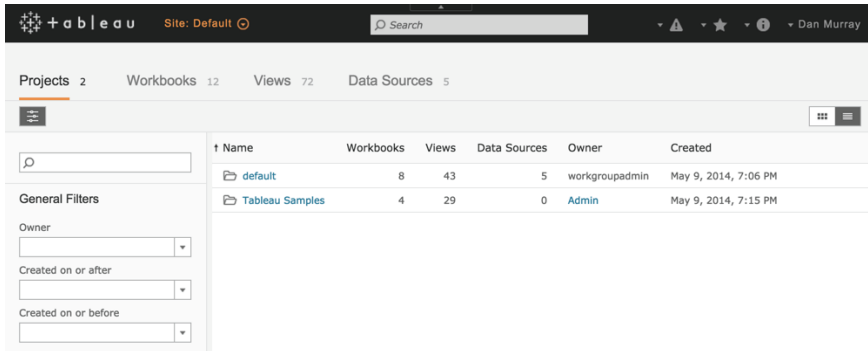 + a b | e a u Site: Default Search Dan Murray
Projects 2 Workbooks 12 Views 72 Data Sources 5
↑ Name Workbooks Views Data Sources Owner Created
default 8 43 5 workgroupadmin May 9, 2014, 7:06 PM
Tableau Samples 4 29 0 Admin May 9, 2014, 7:15 PM
General Filters
Owner
Created on or after
Created on or before